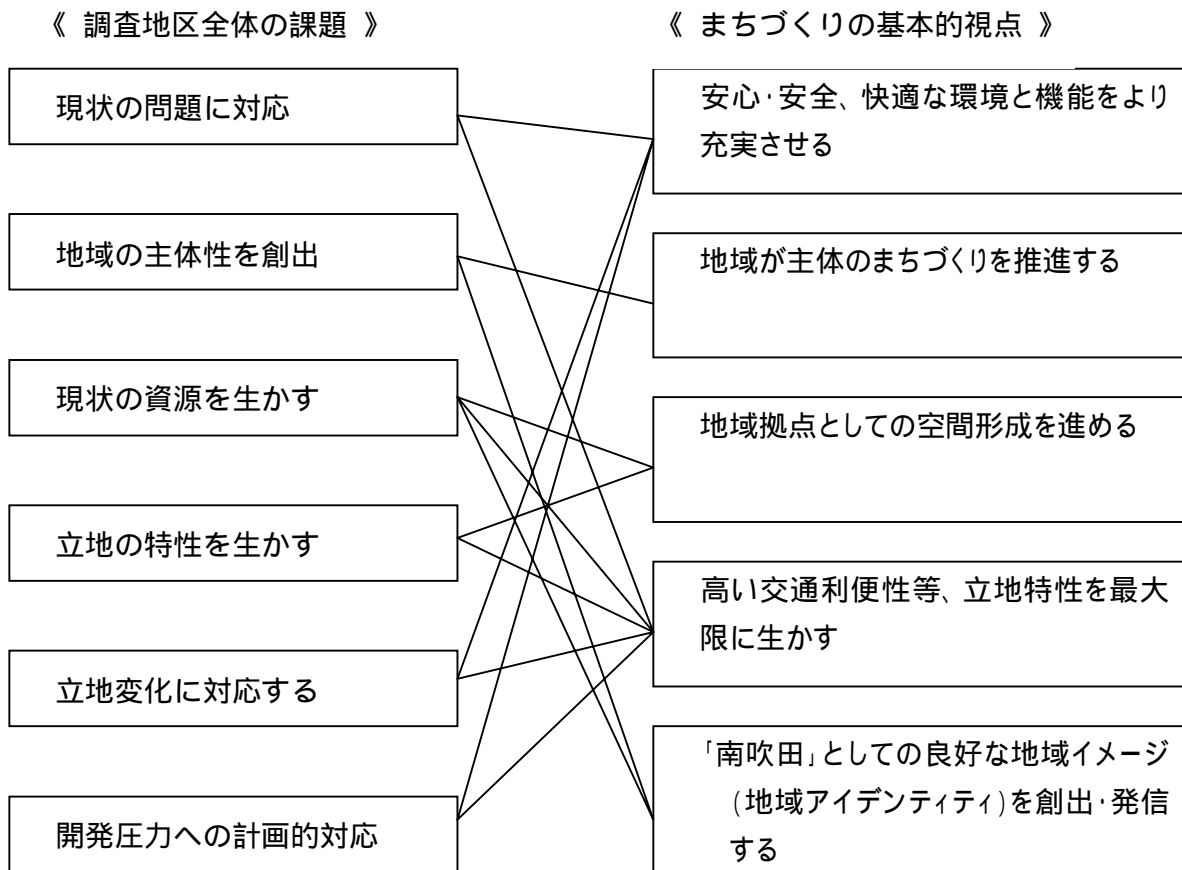 《 調査地区全体の課題 》
現状の問題に対応
地域の主体性を創出
現状の資源を生かす
立地の特性を生かす
立地変化に対応する
開発圧力への計画的対応
《 まちづくりの基本的視点 》
安心・安全、快適な環境と機能をより
充実させる
地域が主体のまちづくりを推進する
地域拠点としての空間形成を進める
高い交通利便性等、立地特性を最大
限に生かす
「南吹田」としての良好な地域イメージ
(地域アイデンティティ)を創出・発信
する